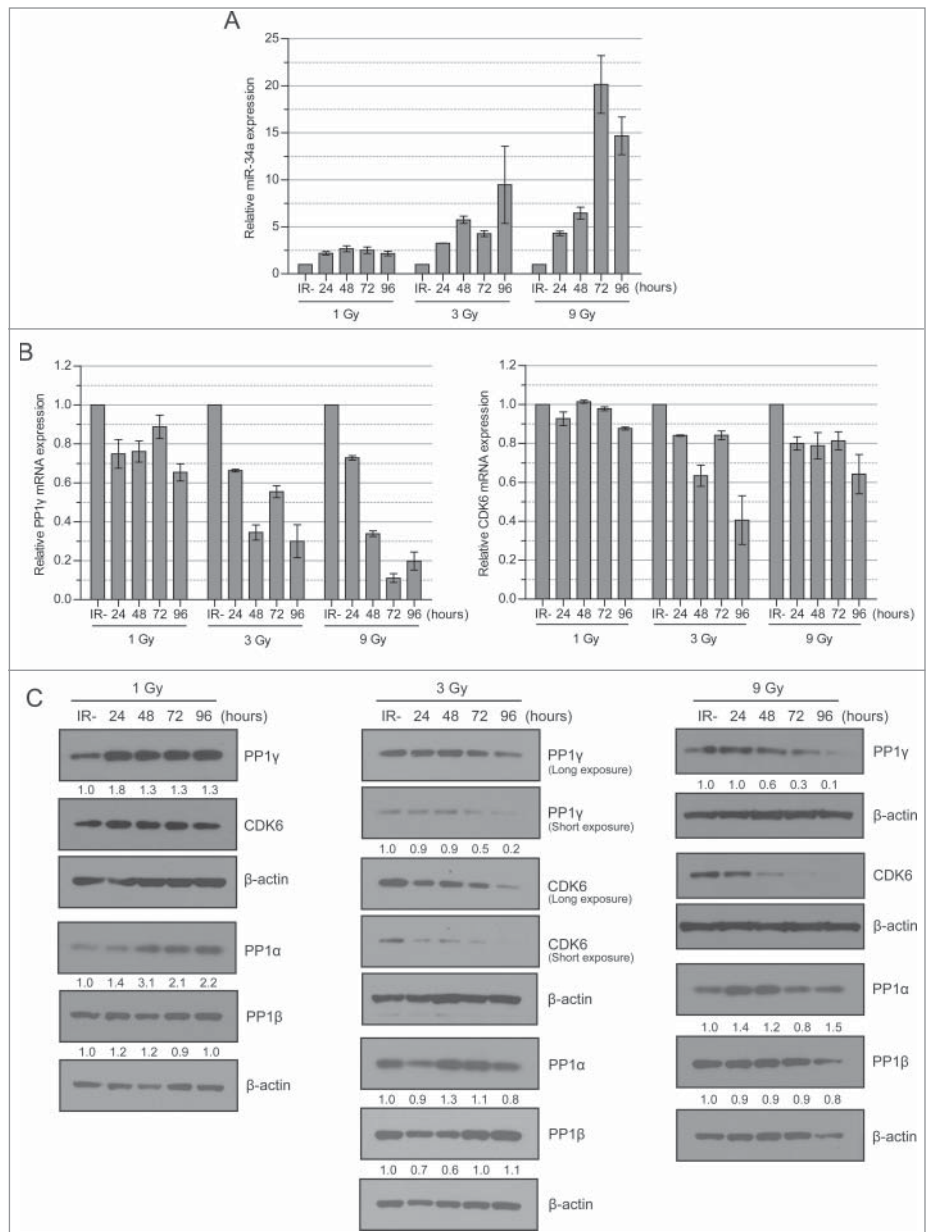 A
Relative miR-34a expression
25
20
15
10
5
0
IR- 24 48 72 96 IR- 24 48 72 96 IR- 24 48 72 96 (hours)
1 Gy 3 Gy 9 Gy
B
Relative PP1γ mRNA expression
1.2
1.0
0.8
0.6
0.4
0.2
0.0
IR- 24 48 72 96 IR- 24 48 72 96 IR- 24 48 72 96 (hours)
1 Gy 3 Gy 9 Gy
Relative CDK6 mRNA expression
1.2
1.0
0.8
0.6
0.4
0.2
0.0
IR- 24 48 72 96 IR- 24 48 72 96 IR- 24 48 72 96 (hours)
1 Gy 3 Gy 9 Gy
C
1 Gy
IR- 24 48 72 96 (hours)
PP1γ
1.0 1.8 1.3 1.3 1.3
CDK6
β-actin
PP1α
1.0 1.4 3.1 2.1 2.2
PP1β
1.0 1.2 1.2 0.9 1.0
β-actin
3 Gy
IR- 24 48 72 96 (hours)
PP1γ
(Long exposure)
PP1γ
(Short exposure)
1.0 0.9 0.9 0.5 0.2
CDK6
(Long exposure)
CDK6
(Short exposure)
β-actin
PP1α
1.0 0.9 1.3 1.1 0.8
PP1β
1.0 0.7 0.6 1.0 1.1
β-actin
9 Gy
IR- 24 48 72 96 (hours)
PP1γ
1.0 1.0 0.6 0.3 0.1
β-actin
CDK6
β-actin
PP1α
1.0 1.4 1.2 0.8 1.5
PP1β
1.0 0.9 0.9 0.9 0.8
β-actin